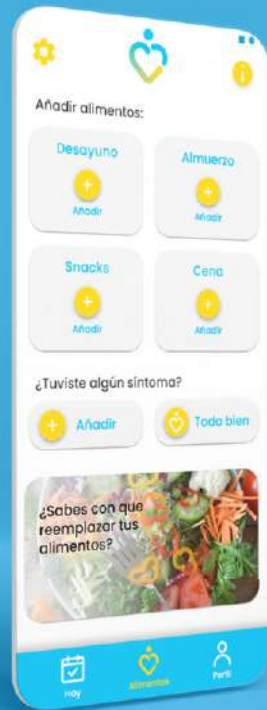 Añadir alimentos:
Desayuno
Añadir
Almuerzo
Añadir
Snacks
Añadir
Cena
Añadir
¿Tuviste algún síntoma?
Añadir
Todo bien
¿Sabes con que
reemplazar tus
alimentos?
Hoy
alimentos
Perfil